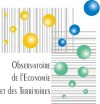 Observatoire
de l'Economie
et des Territoires